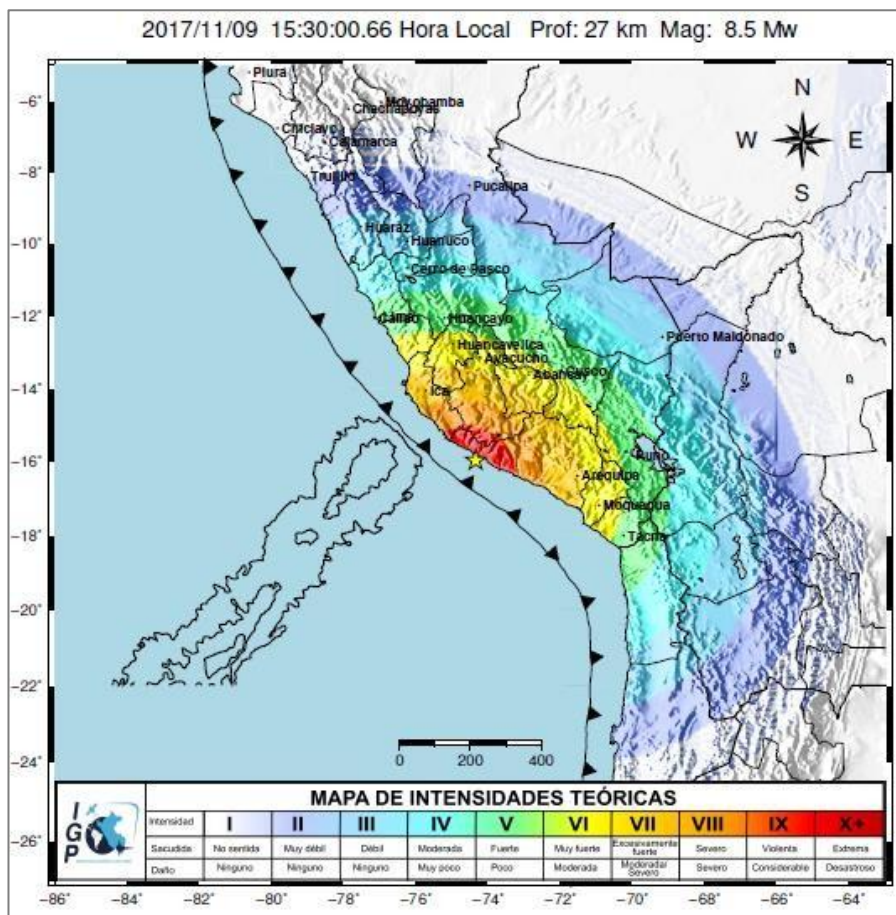 2017/11/09 15:30:00.66 Hora Local Prof: 27 km Mag: 8.5 Mw
Piura
-6°
Moyobamba
Chachapoyas
N
Chiclayo
Cajamarca
W E
-8°
Trujillo
Pucallpa
S
Huaraz
-10°
Huanuco
Cerro de Pasco
-12°
Callao
Huancayo
Puerto Maldonado
Huancavelica
Ayacucho
Abancay
Cusco
-14°
Ica
-16°
Puno
Arequipa
Moquegua
-18°
Tacna
-20°
-22°
-24°
0 200 400
MAPA DE INTENSIDADES TEÓRICAS
IGP
Intensidad I II III IV V VI VII VIII IX X+
Sacudida No sentida Muy débil Débil Moderada Fuerte Muy fuerte Excesivamente fuerte Severo Violenta Extrema
-26°
Daño Ninguno Ninguno Ninguno Muy poco Poco Moderada Moderada/ Severo Severo Considerable Desastroso
-86° -84° -82° -80° -78° -76° -74° -72° -70° -68° -66° -64°